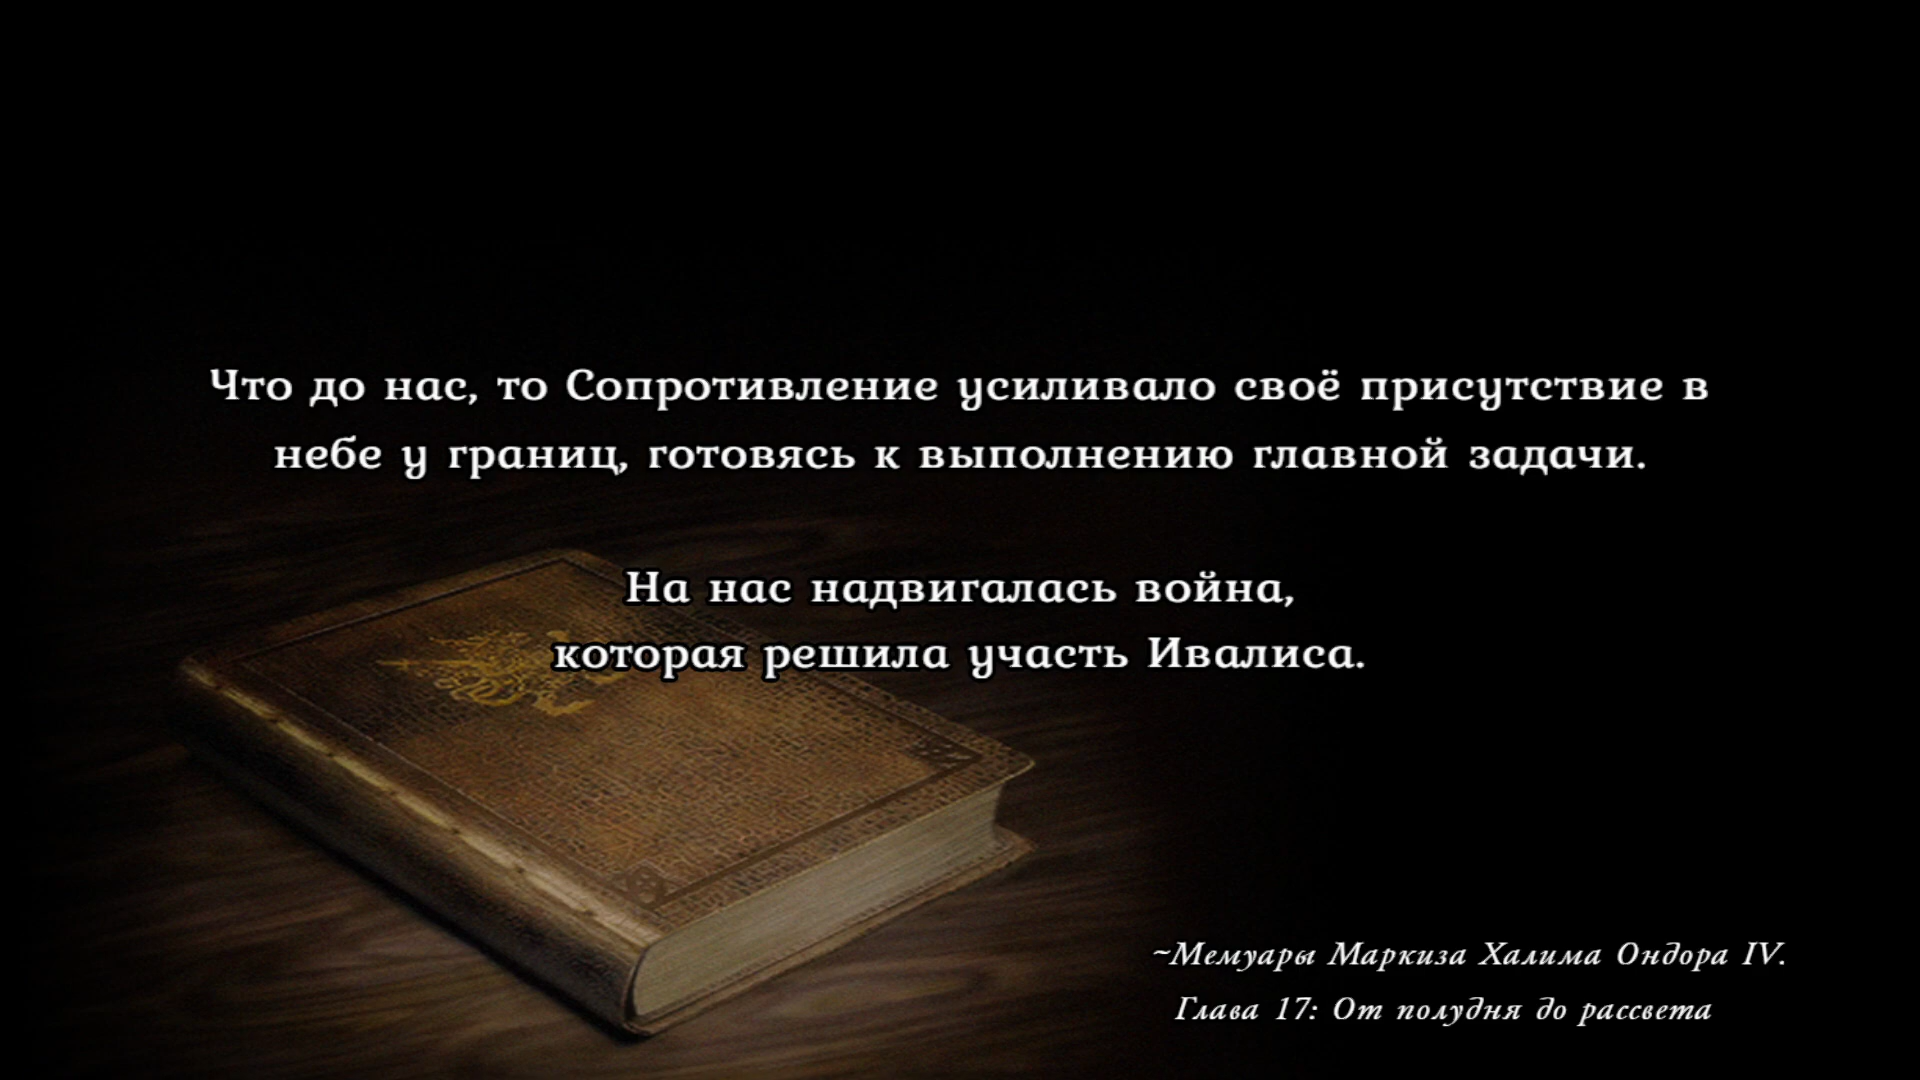 Что до нас, то Сопротивление усиливало своё присутствие в
небе у границ, готовясь к выполнению главной задачи.
На нас надвигалась война,
которая решила участь Ивалиса.
~Мемуары Маркиза Халима Ондора IV.
Глава 17: От полудня до рассвета